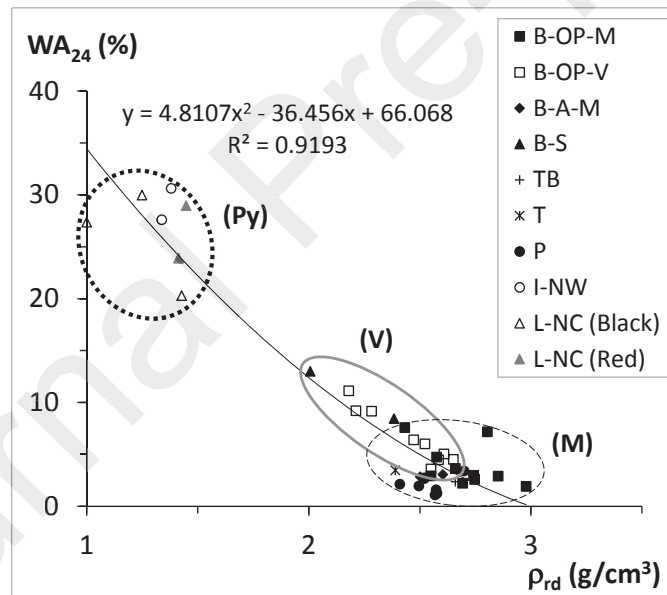 WA₂₄ (%)
40
30
20
10
0
y = 4.8107x² - 36.456x + 66.068
R² = 0.9193
(Py)
(V)
(M)
1
2
3
ρrd (g/cm³)
B-OP-M
B-OP-V
B-A-M
B-S
TB
T
P
I-NW
L-NC (Black)
L-NC (Red)